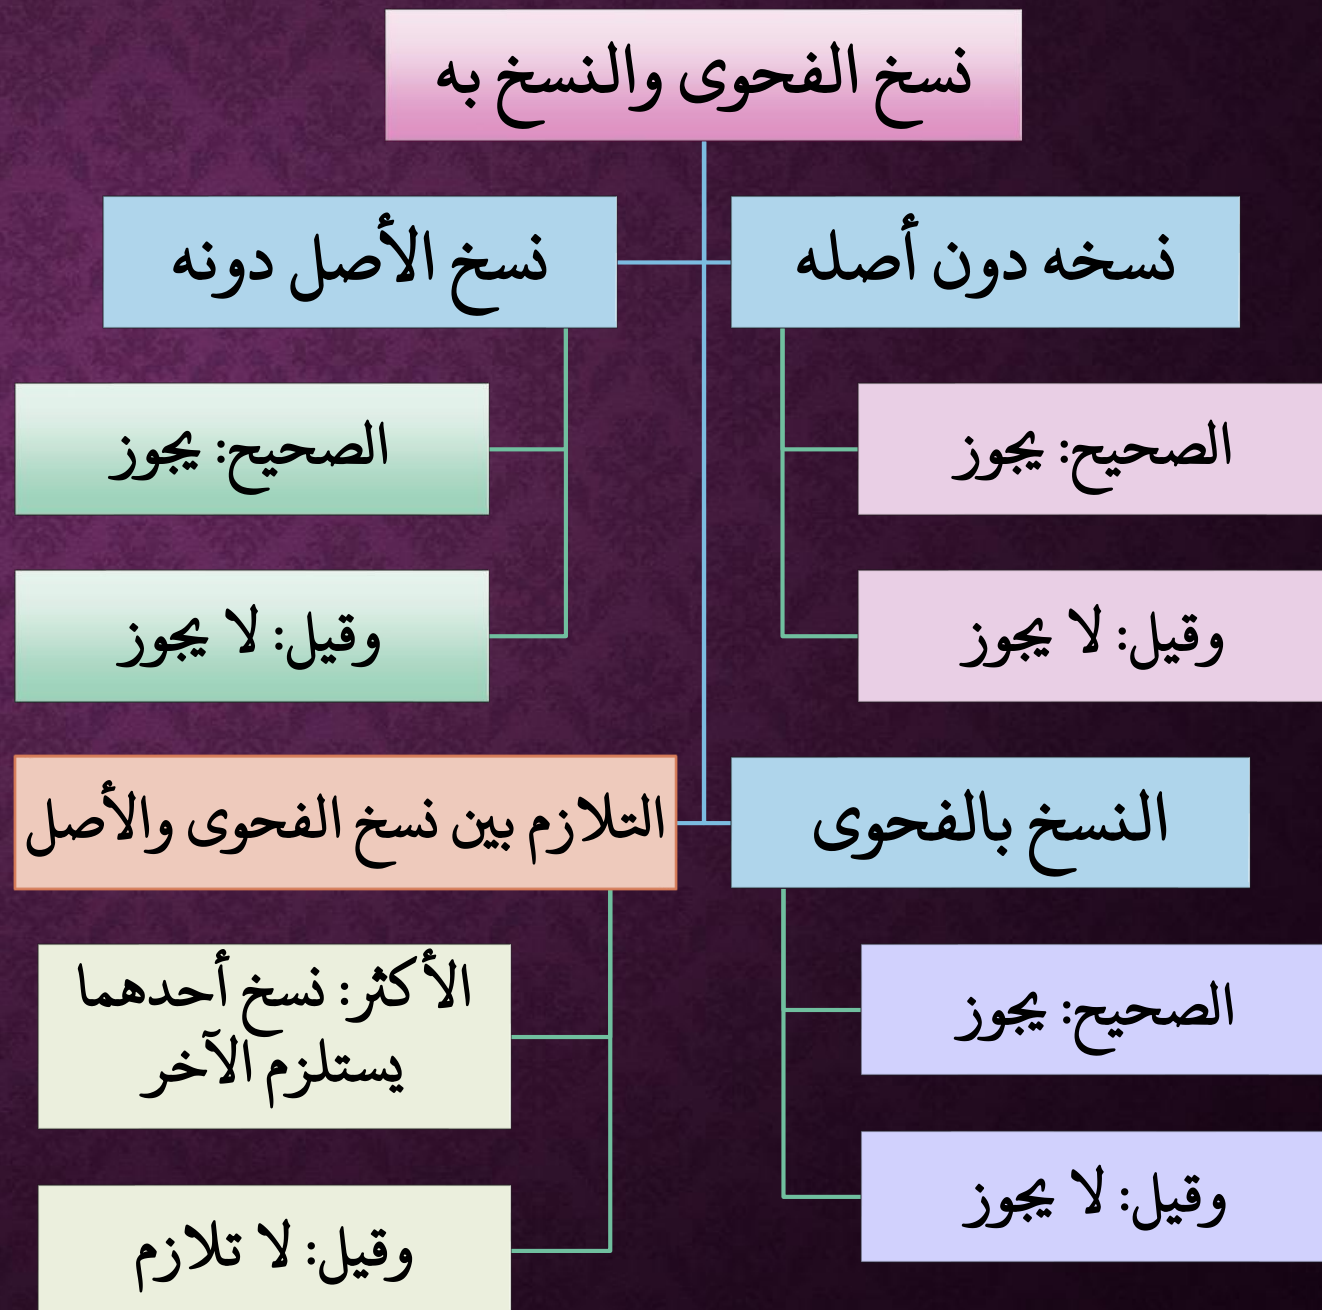 نسخ الفحوى والنسخ به
نسخه دون أصله
الصحيح: يجوز
وقيل: لا يجوز
نسخ الأصل دونه
الصحيح: يجوز
وقيل: لا يجوز
النسخ بالفحوى
الصحيح: يجوز
وقيل: لا يجوز
التلازم بين نسخ الفحوى والأصل
الأكثر: نسخ أحدهما
يستلزم الآخر
وقيل: لا تلازم